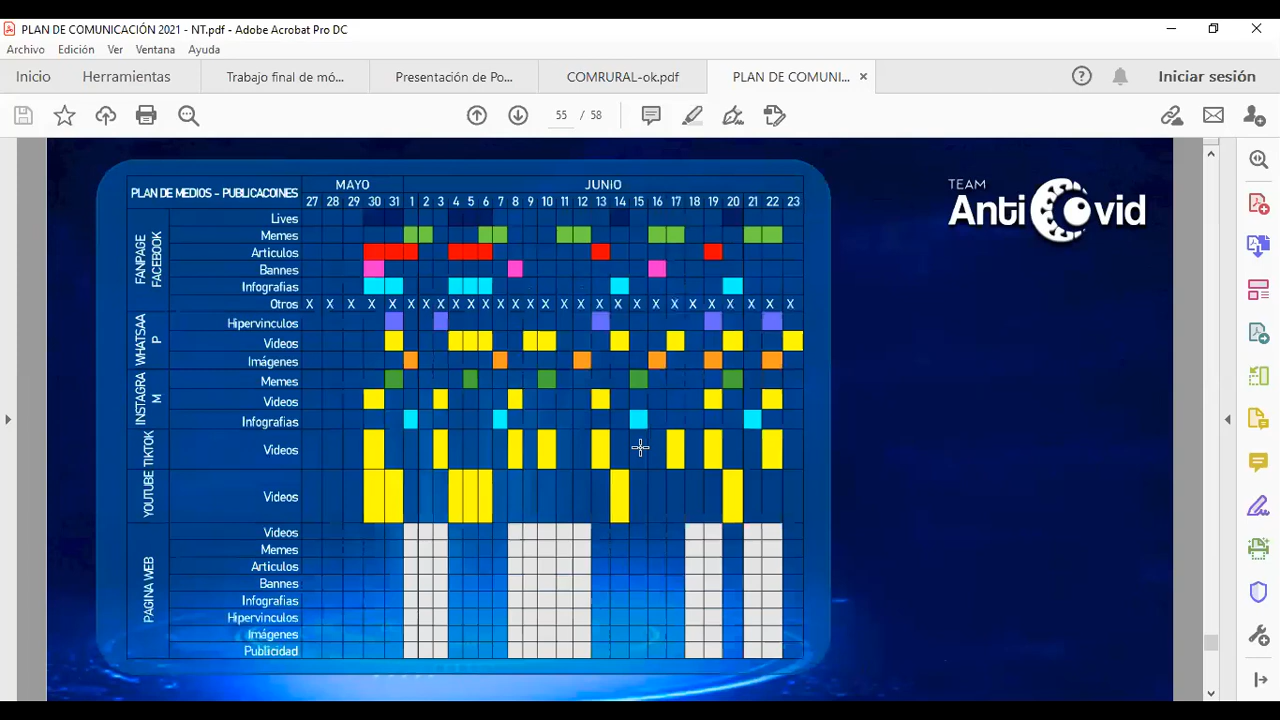 PLAN DE COMUNICACIÓN 2021 - NT.pdf - Adobe Acrobat Pro DC
Archivo Edición Ver Ventana Ayuda
Inicio Herramientas Trabajo final de mó... Presentación de Po... COMRURAL-ok.pdf PLAN DE COMUNI... × Iniciar sesión
55 / 58
PLAN DE MEDIOS - PUBLICACOINES MAYO JUNIO
27 28 29 30 31 1 2 3 4 5 6 7 8 9 10 11 12 13 14 15 16 17 18 19 20 21 22 23
FANPAGE FACEBOOK
Lives
Memes
Articulos
Bannes
Infografias
Otros X X X X X X X X X X X X X X X X X X X X X X X X X X X X
WHATSAA P
Hipervinculos
Videos
Imágenes
INSTAGRA M
Memes
Videos
Infografias
TIKTOK
Videos
YOUTUBE
Videos
PAGINA WEB
Videos
Memes
Articulos
Bannes
Infografias
Hipervinculos
Imágenes
Publicidad
TEAM
AntiCovid